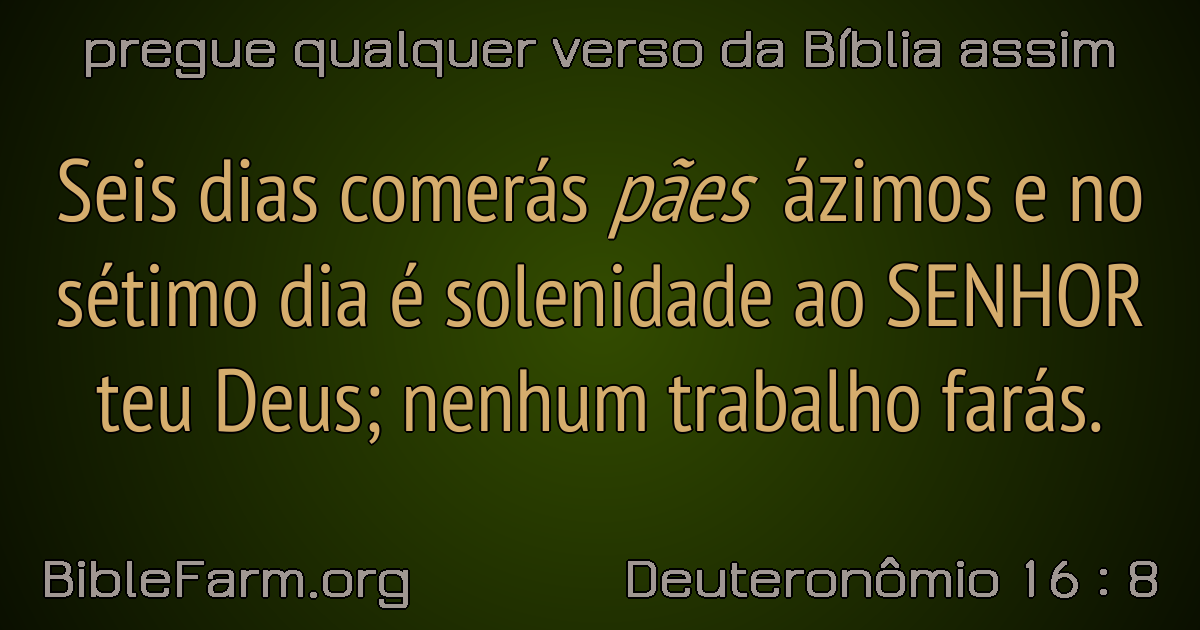 pregue qualquer verso da Bíblia assim
Seis dias comerás pães ázimos e no
sétimo dia é solenidade ao SENHOR
teu Deus; nenhum trabalho farás.
BibleFarm.org
Deuteronômio 16 : 8